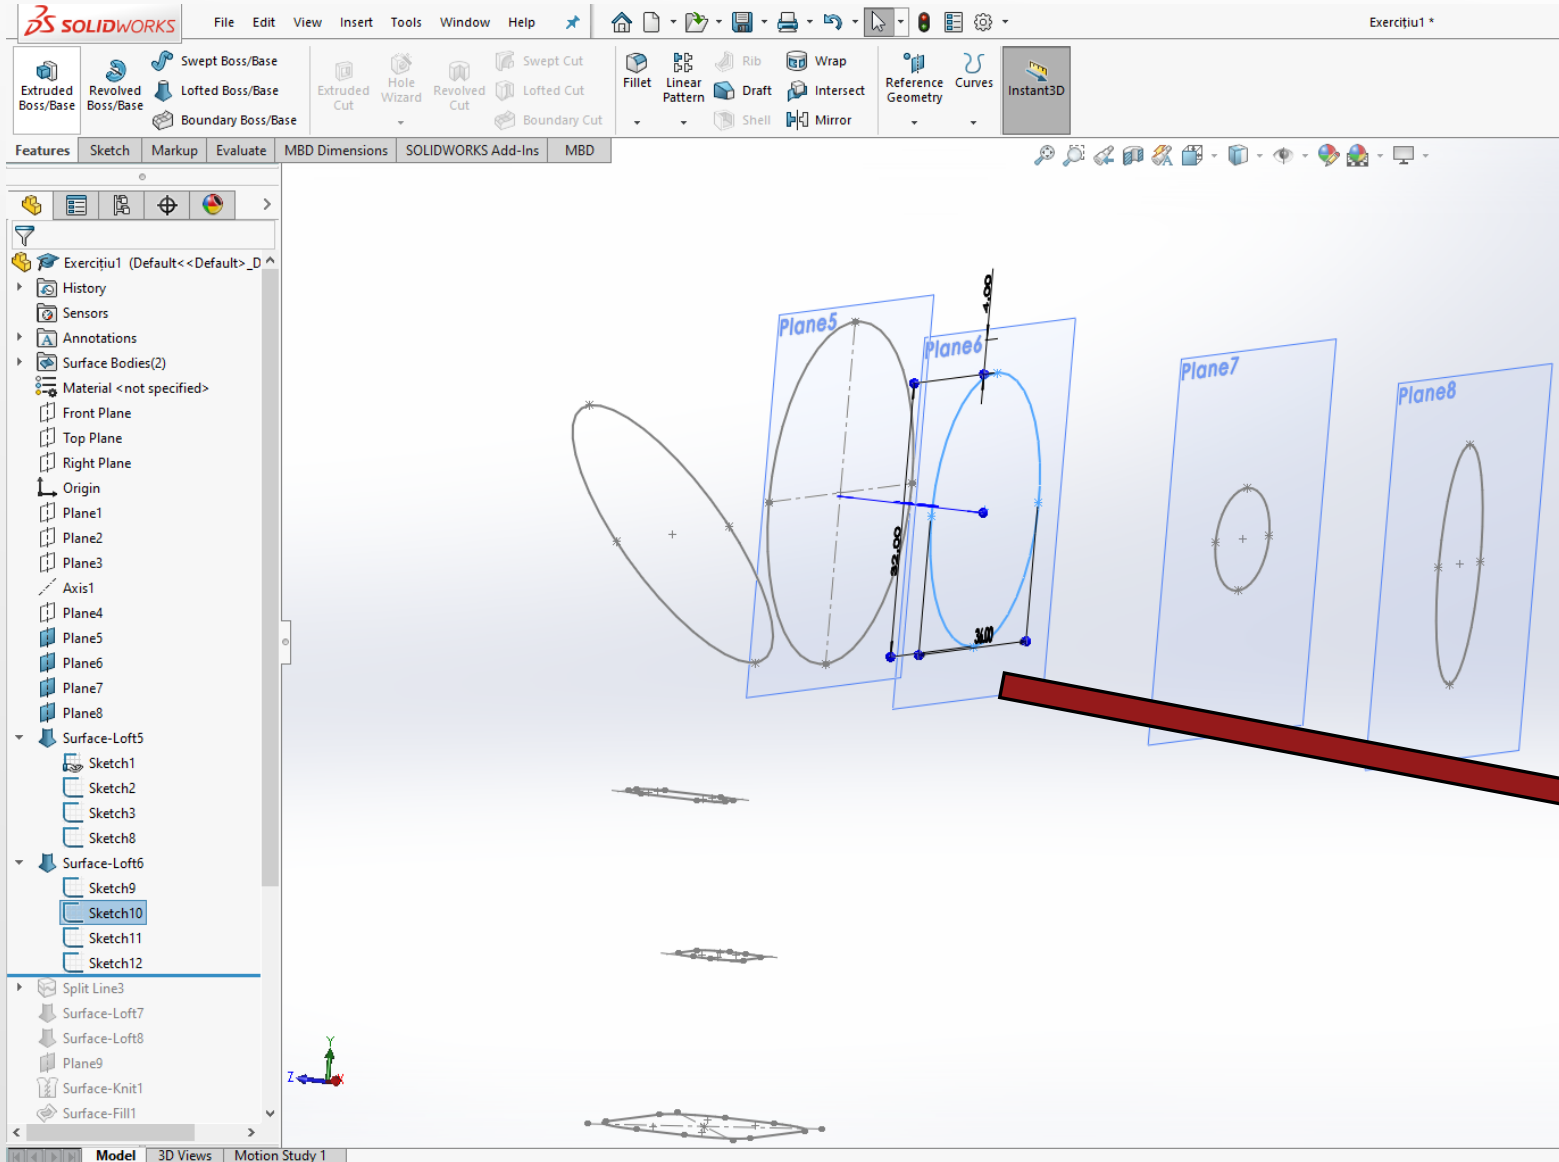 SOLIDWORKS
File Edit View Insert Tools Window Help
Exercițiu1 *
Extruded Boss/Base
Revolved Boss/Base
Swept Boss/Base
Lofted Boss/Base
Boundary Boss/Base
Extruded Cut
Hole Wizard
Revolved Cut
Swept Cut
Lofted Cut
Boundary Cut
Fillet
Linear Pattern
Rib
Draft
Shell
Wrap
Intersect
Mirror
Reference Geometry
Curves
Instant3D
Features Sketch Markup Evaluate MBD Dimensions SOLIDWORKS Add-Ins MBD
Exercițiu1 (Default<<Default>_D
History
Sensors
Annotations
Surface Bodies(2)
Material <not specified>
Front Plane
Top Plane
Right Plane
Origin
Plane1
Plane2
Plane3
Axis1
Plane4
Plane5
Plane6
Plane7
Plane8
Surface-Loft5
Sketch1
Sketch2
Sketch3
Sketch8
Surface-Loft6
Sketch9
Sketch10
Sketch11
Sketch12
Split Line3
Surface-Loft7
Surface-Loft8
Plane9
Surface-Knit1
Surface-Fill1
Plane5
Plane6
Plane7
Plane8
4.00
92.00
36.00
Y
Z
X
Model 3D Views Motion Study 1